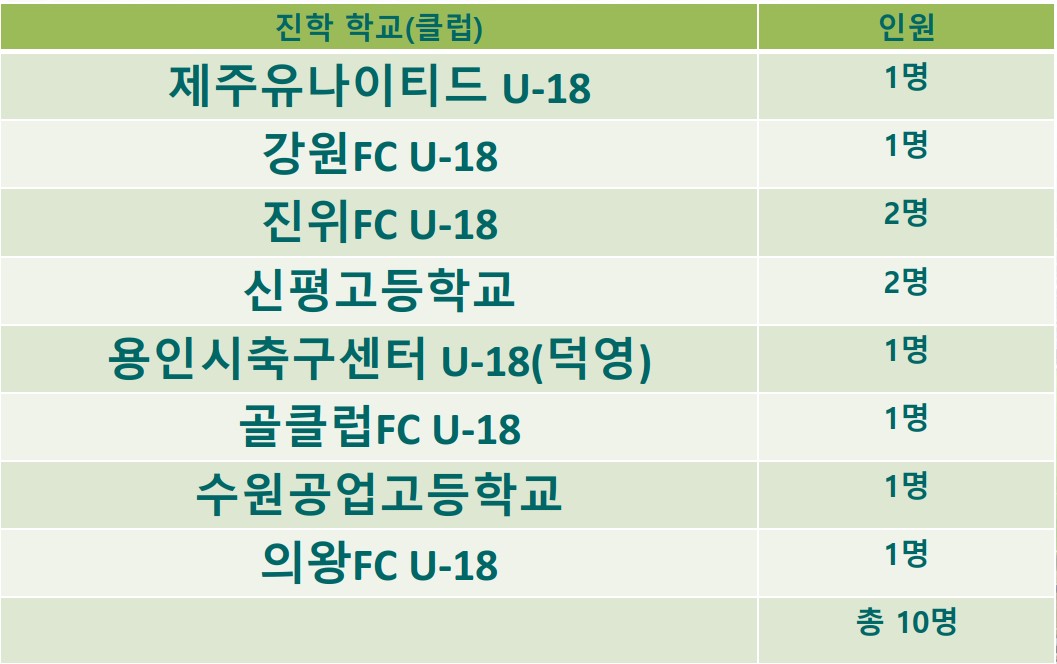 진학 학교(클럽) 인원
제주유나이티드 U-18 1명
강원FC U-18 1명
진위FC U-18 2명
신평고등학교 2명
용인시축구센터 U-18(덕영) 1명
골클럽FC U-18 1명
수원공업고등학교 1명
의왕FC U-18 1명
총 10명